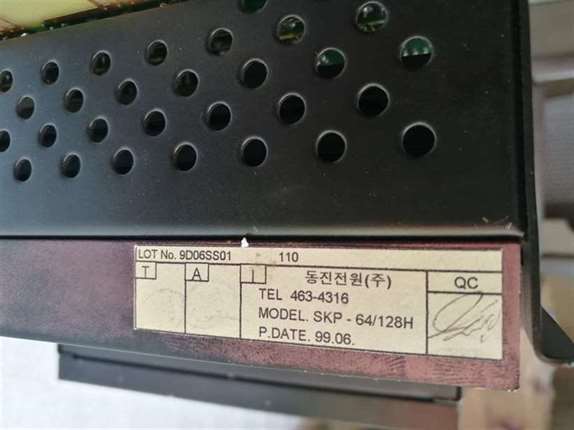 LOT No. 9D06SS01 110
T A I 동진전원(주) QC
TEL 463-4316
MODEL. SKP - 64/128H
P.DATE. 99.06.